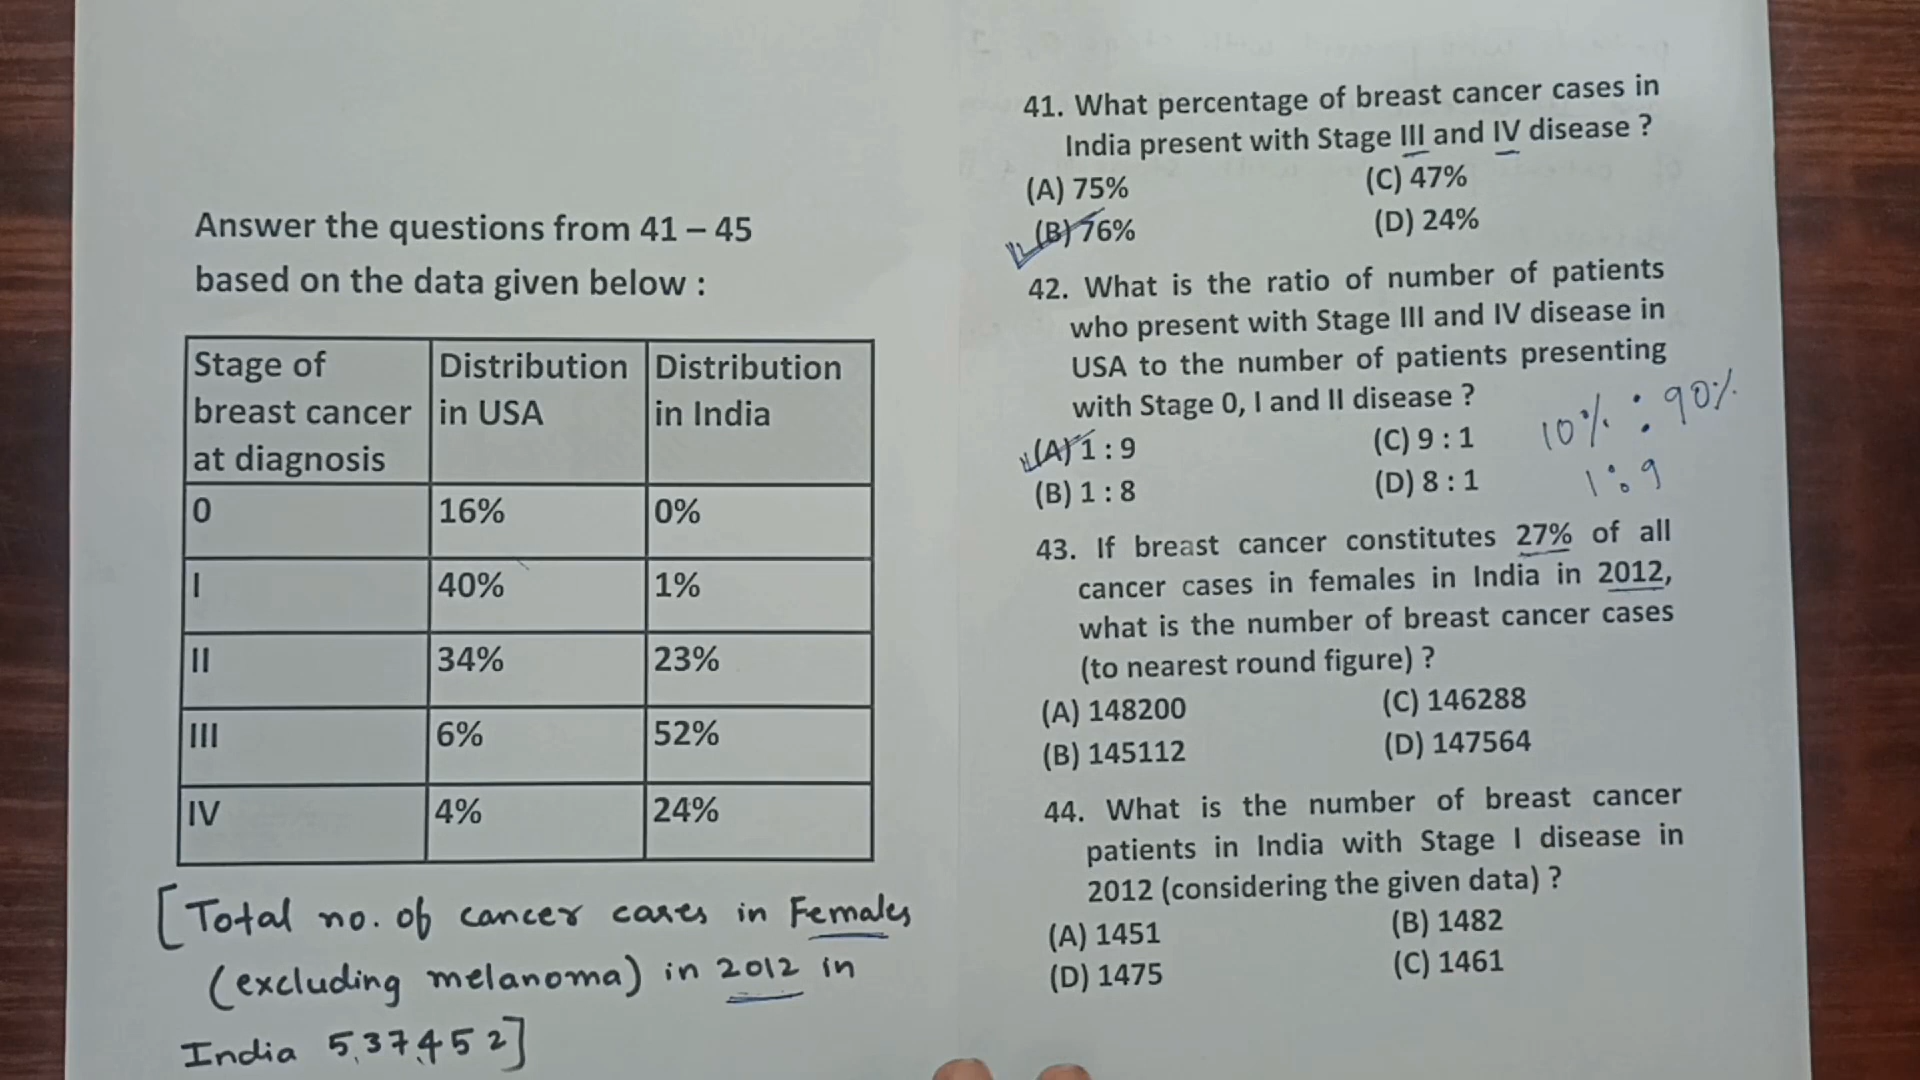 Answer the questions from 41 – 45
based on the data given below :
Stage of breast cancer at diagnosis | Distribution in USA | Distribution in India
0 | 16% | 0%
I | 40% | 1%
II | 34% | 23%
III | 6% | 52%
IV | 4% | 24%
[Total no. of cancer cases in Females
(excluding melanoma) in 2012 in
India 5,37,452]
41. What percentage of breast cancer cases in
India present with Stage III and IV disease ?
(A) 75% (C) 47%
(B) 76% (D) 24%
42. What is the ratio of number of patients
who present with Stage III and IV disease in
USA to the number of patients presenting
with Stage 0, I and II disease ?
(A) 1 : 9 (C) 9 : 1
(B) 1 : 8 (D) 8 : 1
10% : 90%
1 : 9
43. If breast cancer constitutes 27% of all
cancer cases in females in India in 2012,
what is the number of breast cancer cases
(to nearest round figure) ?
(A) 148200 (C) 146288
(B) 145112 (D) 147564
44. What is the number of breast cancer
patients in India with Stage I disease in
2012 (considering the given data) ?
(A) 1451 (B) 1482
(D) 1475 (C) 1461